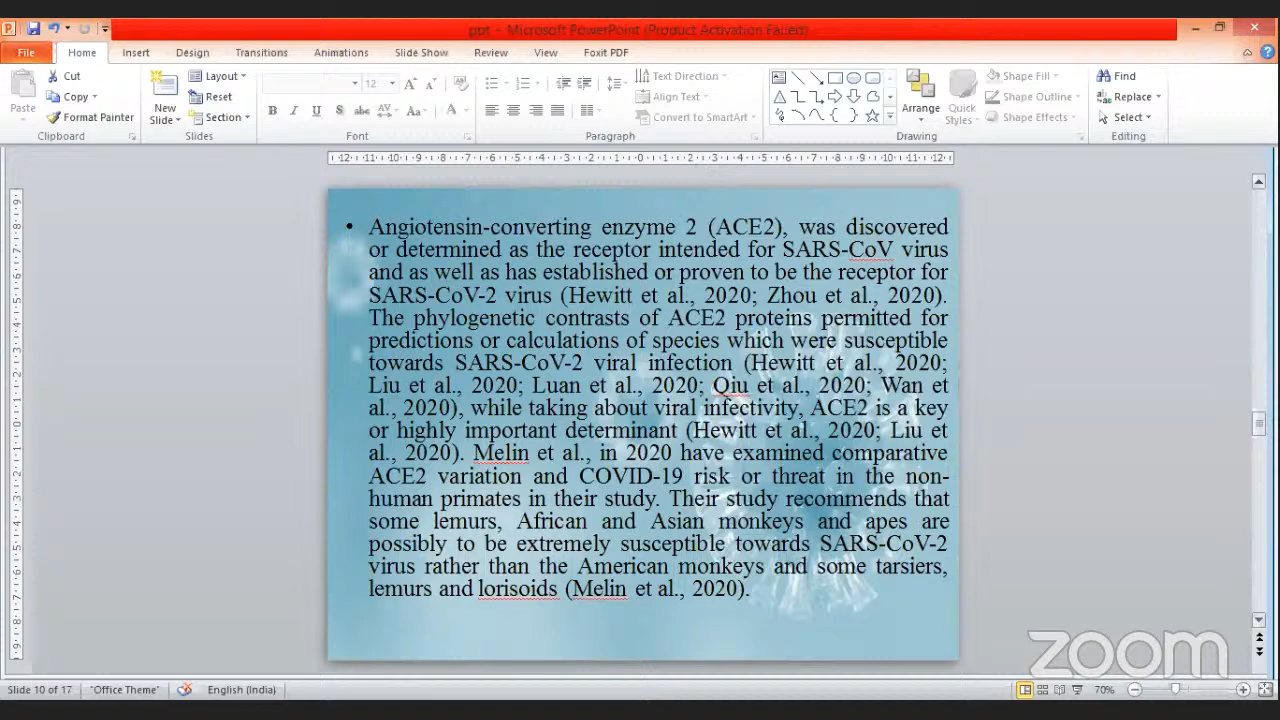 ppt - Microsoft PowerPoint (Product Activation Failed)
File Home Insert Design Transitions Animations Slide Show Review View Foxit PDF
Paste
Cut
Copy
Format Painter
Clipboard
New Slide
Layout
Reset
Section
Slides
12
Font
Paragraph
Text Direction
Align Text
Convert to SmartArt
Arrange
Quick Styles
Shape Fill
Shape Outline
Shape Effects
Drawing
Find
Replace
Select
Editing
• Angiotensin-converting enzyme 2 (ACE2), was discovered
or determined as the receptor intended for SARS-CoV virus
and as well as has established or proven to be the receptor for
SARS-CoV-2 virus (Hewitt et al., 2020; Zhou et al., 2020).
The phylogenetic contrasts of ACE2 proteins permitted for
predictions or calculations of species which were susceptible
towards SARS-CoV-2 viral infection (Hewitt et al., 2020;
Liu et al., 2020; Luan et al., 2020; Qiu et al., 2020; Wan et
al., 2020), while taking about viral infectivity, ACE2 is a key
or highly important determinant (Hewitt et al., 2020; Liu et
al., 2020). Melin et al., in 2020 have examined comparative
ACE2 variation and COVID-19 risk or threat in the non-
human primates in their study. Their study recommends that
some lemurs, African and Asian monkeys and apes are
possibly to be extremely susceptible towards SARS-CoV-2
virus rather than the American monkeys and some tarsiers,
lemurs and lorisoids (Melin et al., 2020).
zoom
Slide 10 of 17 "Office Theme" English (India) 70%